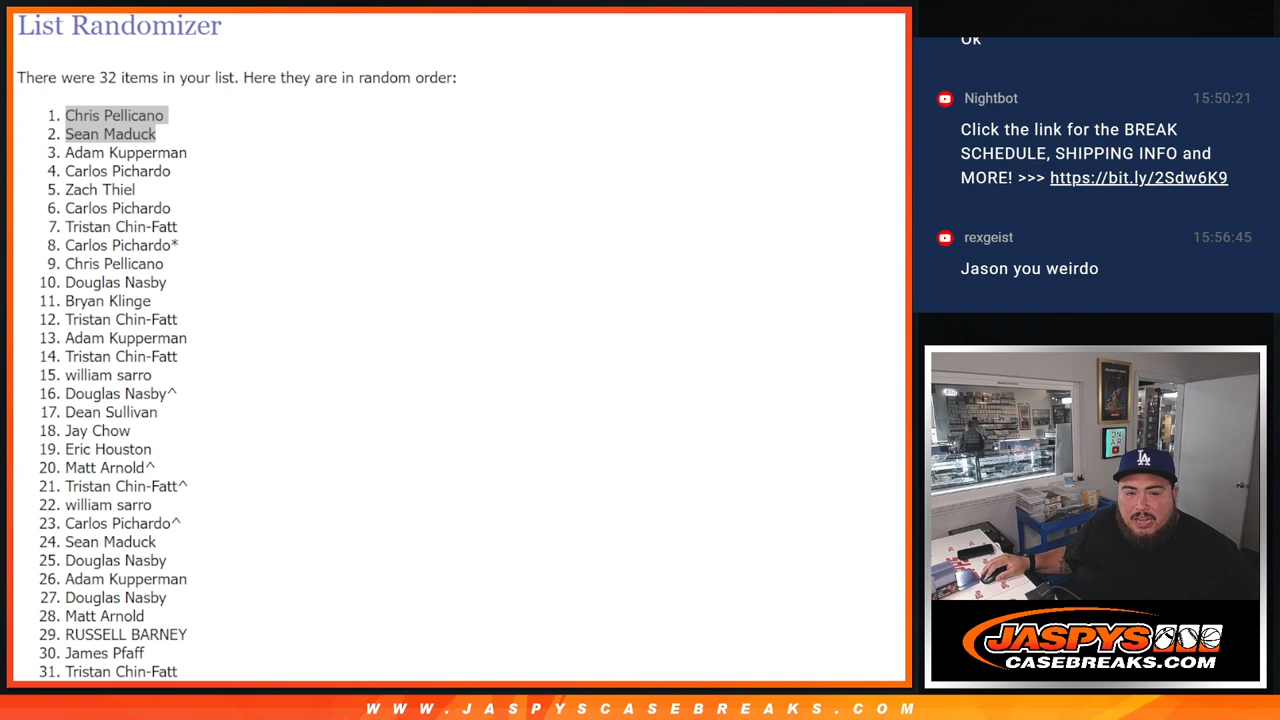 List Randomizer
There were 32 items in your list. Here they are in random order:
1. Chris Pellicano
2. Sean Maduck
3. Adam Kupperman
4. Carlos Pichardo
5. Zach Thiel
6. Carlos Pichardo
7. Tristan Chin-Fatt
8. Carlos Pichardo*
9. Chris Pellicano
10. Douglas Nasby
11. Bryan Klinge
12. Tristan Chin-Fatt
13. Adam Kupperman
14. Tristan Chin-Fatt
15. william sarro
16. Douglas Nasby^
17. Dean Sullivan
18. Jay Chow
19. Eric Houston
20. Matt Arnold^
21. Tristan Chin-Fatt^
22. william sarro
23. Carlos Pichardo^
24. Sean Maduck
25. Douglas Nasby
26. Adam Kupperman
27. Douglas Nasby
28. Matt Arnold
29. RUSSELL BARNEY
30. James Pfaff
31. Tristan Chin-Fatt
Ok
Nightbot 15:50:21
Click the link for the BREAK
SCHEDULE, SHIPPING INFO and
MORE! >>> https://bit.ly/2Sdw6K9
rexgeist 15:56:45
Jason you weirdo
ON
AIR
LA
JASPYS
CASEBREAKS.COM
WWW.JASPYSCASEBREAKS.COM